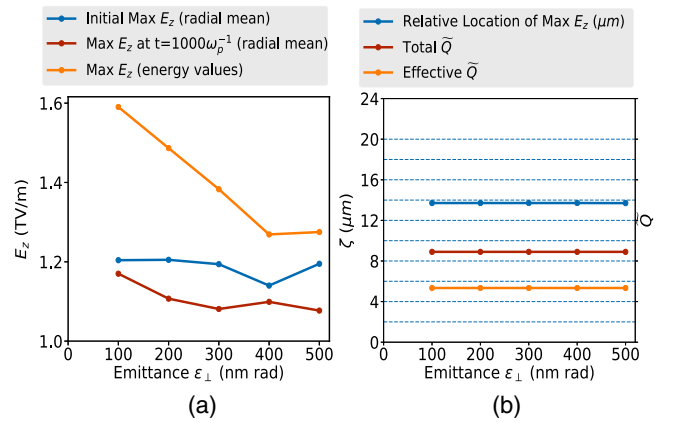 Initial Max E_z (radial mean)
Max E_z at t=1000ω_p^-1 (radial mean)
Max E_z (energy values)
1.6
1.4
1.2
1.0
E_z (TV/m)
0 100 200 300 400 500
Emittance ε_⊥ (nm rad)
(a)
Relative Location of Max E_z (μm)
Total Q̃
Effective Q̃
24
20
16
12
8
4
0
ζ (μm)
Q̃
0 100 200 300 400 500
Emittance ε_⊥ (nm rad)
(b)